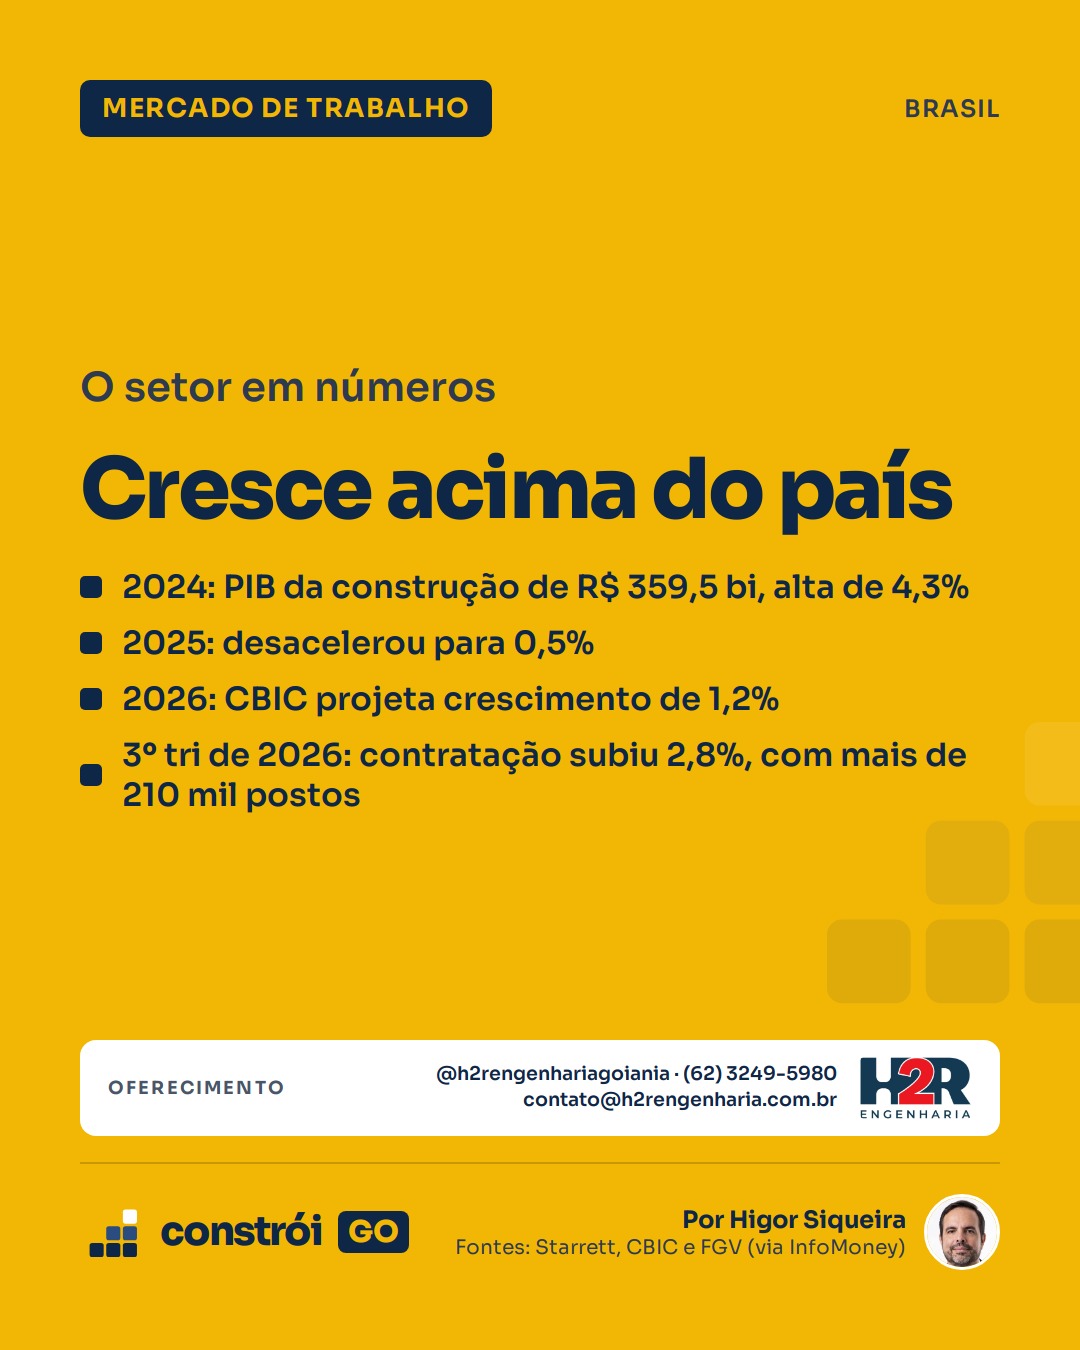 MERCADO DE TRABALHO
BRASIL
O setor em números
Cresce acima do país
2024: PIB da construção de R$ 359,5 bi, alta de 4,3%
2025: desacelerou para 0,5%
2026: CBIC projeta crescimento de 1,2%
3º tri de 2026: contratação subiu 2,8%, com mais de
210 mil postos
OFERECIMENTO
@h2rengenhariagoiania · (62) 3249-5980
contato@h2rengenharia.com.br
H2R
ENGENHARIA
constrói GO
Por Higor Siqueira
Fontes: Starrett, CBIC e FGV (via InfoMoney)